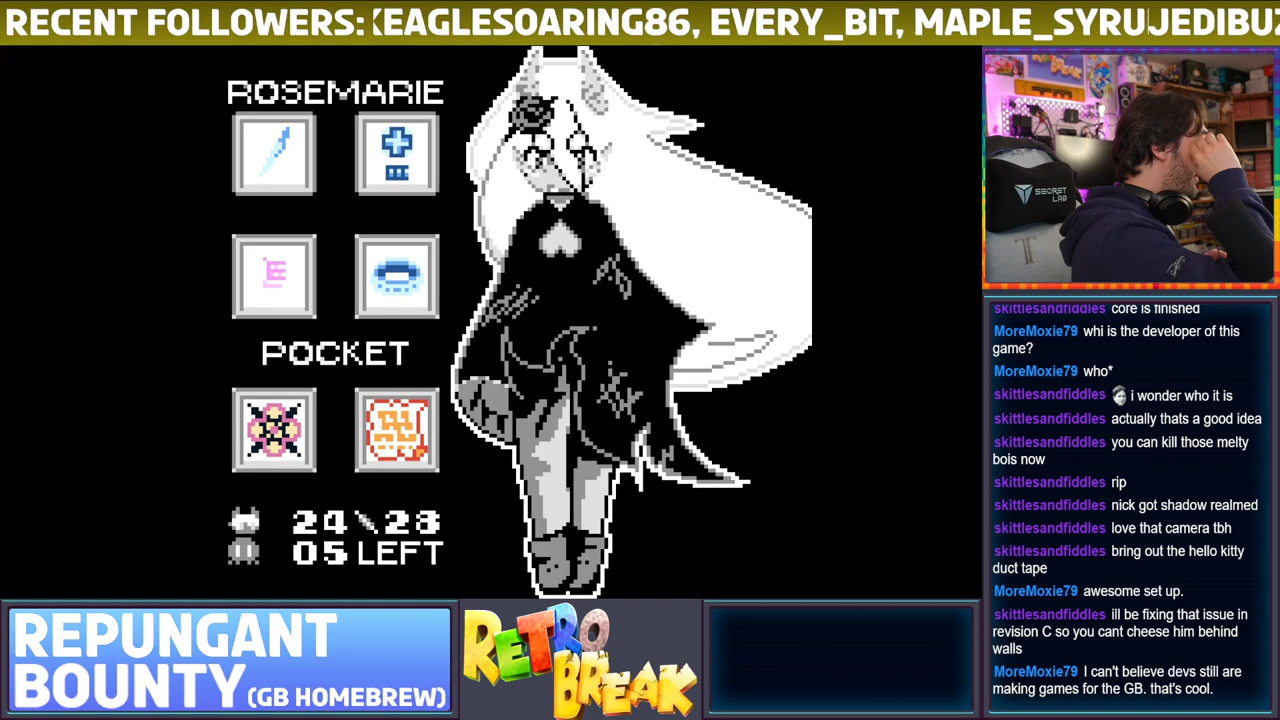 RECENT FOLLOWERS: KEAGLESOARING86, EVERY_BIT, MAPLE_SYRUJEDIBU
ROSEMARIE
POCKET
24\28
05 LEFT
REPUNGANT
BOUNTY (GB HOMEBREW)
RETRO
BREAK
SECRET
LAB
skittlesandfiddles core is finished
MoreMoxie79 whi is the developer of this
game?
MoreMoxie79 who*
skittlesandfiddles i wonder who it is
skittlesandfiddles actually thats a good idea
skittlesandfiddles you can kill those melty
bois now
skittlesandfiddles rip
skittlesandfiddles nick got shadow realmed
skittlesandfiddles love that camera tbh
skittlesandfiddles bring out the hello kitty
duct tape
MoreMoxie79 awesome set up.
skittlesandfiddles ill be fixing that issue in
revision C so you cant cheese him behind
walls
MoreMoxie79 I can't believe devs still are
making games for the GB. that's cool.